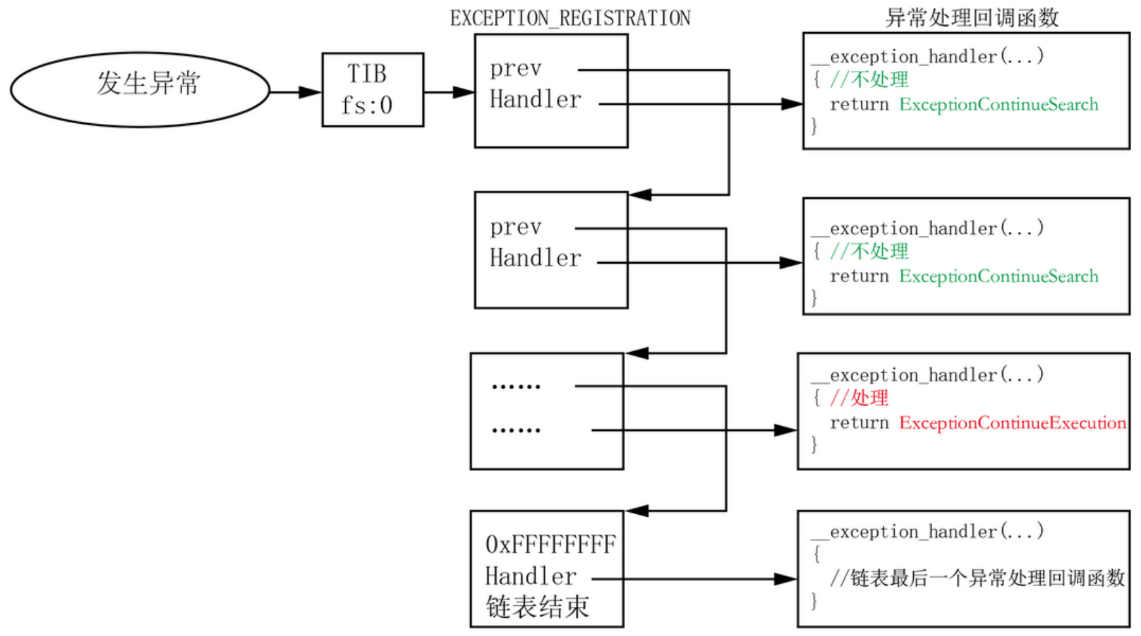 EXCEPTION_REGISTRATION
异常处理回调函数
发生异常
TIB
fs:0
prev
Handler
__exception_handler(...)
{ //不处理
return ExceptionContinueSearch
}
prev
Handler
__exception_handler(...)
{ //不处理
return ExceptionContinueSearch
}
……
……
__exception_handler(...)
{ //处理
return ExceptionContinueExecution
}
0xFFFFFFFF
Handler
链表结束
__exception_handler(...)
{
//链表最后一个异常处理回调函数
}